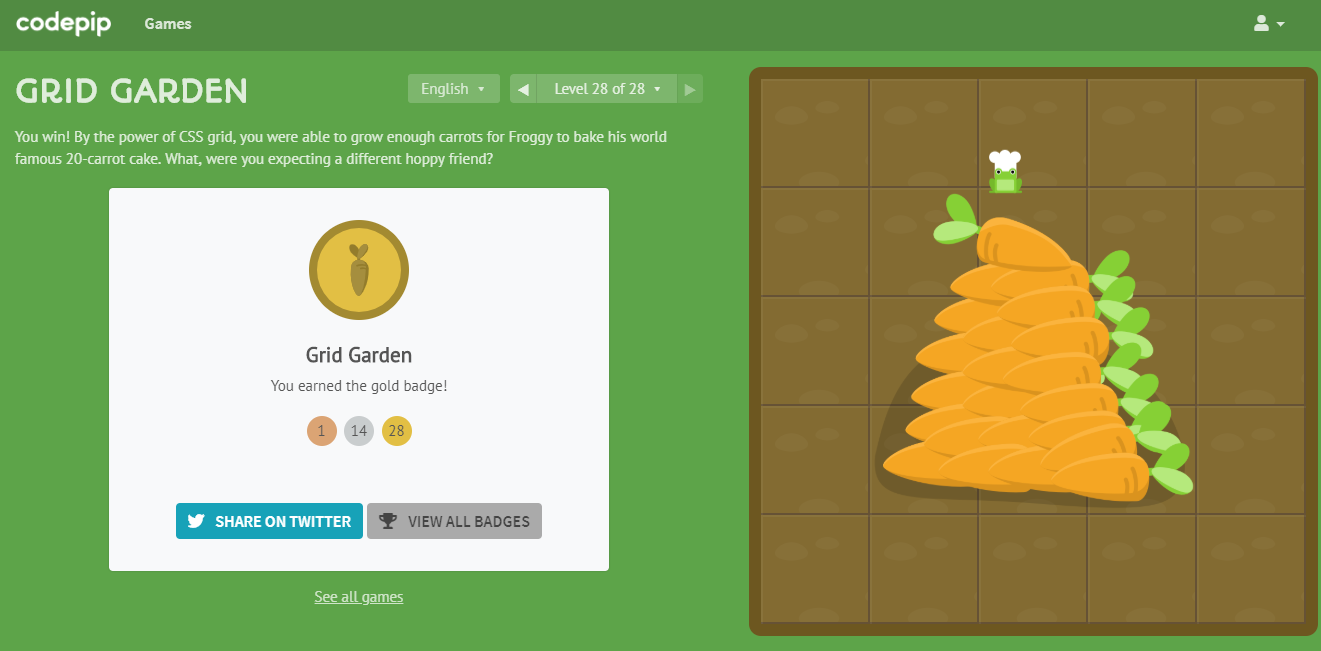 codepip
Games
GRID GARDEN
English
Level 28 of 28
You win! By the power of CSS grid, you were able to grow enough carrots for Froggy to bake his world
famous 20-carrot cake. What, were you expecting a different hoppy friend?
Grid Garden
You earned the gold badge!
1 14 28
SHARE ON TWITTER
VIEW ALL BADGES
See all games